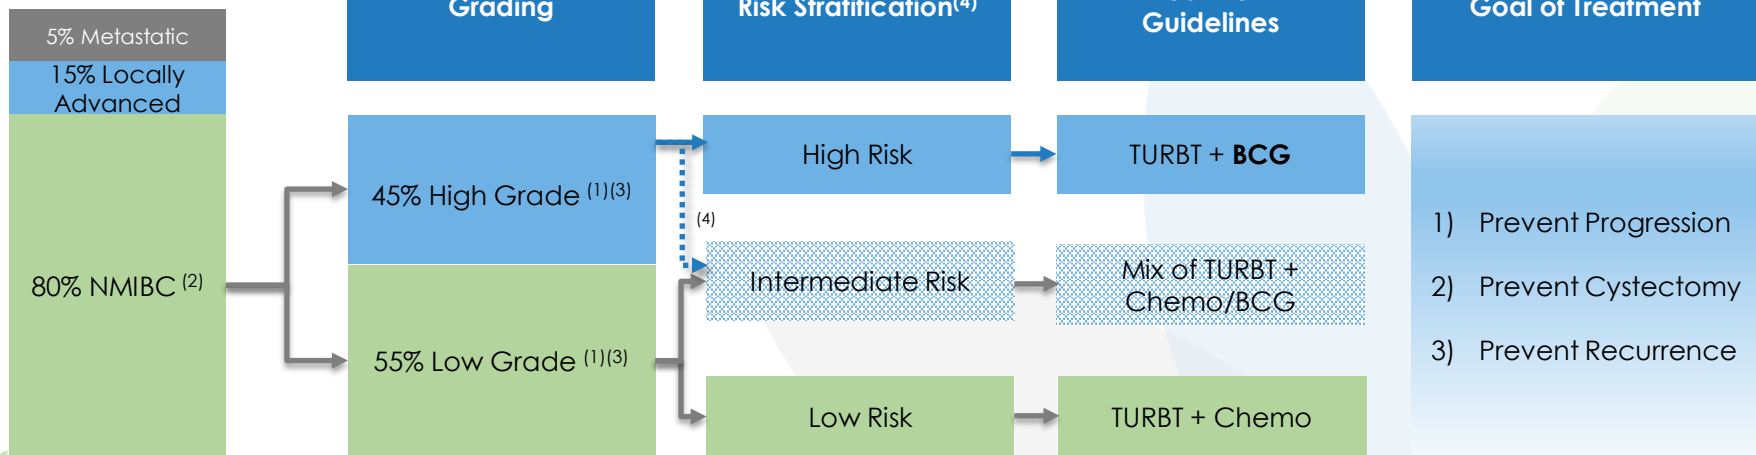 Grading
Risk Stratification(4)
Guidelines
Goal of Treatment
5% Metastatic
15% Locally
Advanced
80% NMIBC (2)
45% High Grade (1)(3)
55% Low Grade (1)(3)
(4)
High Risk
Intermediate Risk
Low Risk
TURBT + BCG
Mix of TURBT +
Chemo/BCG
TURBT + Chemo
1) Prevent Progression
2) Prevent Cystectomy
3) Prevent Recurrence